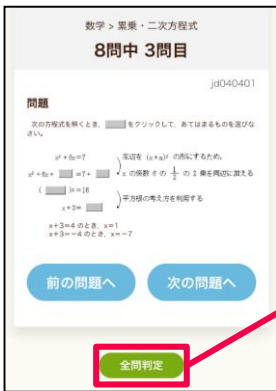 数学 > 累乗・二次方程式
8問中 3問目
jd040401
問題
次の方程式を解くとき、 をクリックして、あてはまるものを選びなさい。
x²+6x=7
左辺を (x+a)² の形にするため、
x²+6x+ =7+
x の係数 6 の 1/2 の 2 乗を両辺に加える
( )²=16
平方根の考え方を利用する
x+3=
x+3=4 のとき、x=1
x+3=−4 のとき、x=−7
前の問題へ
次の問題へ
全問判定